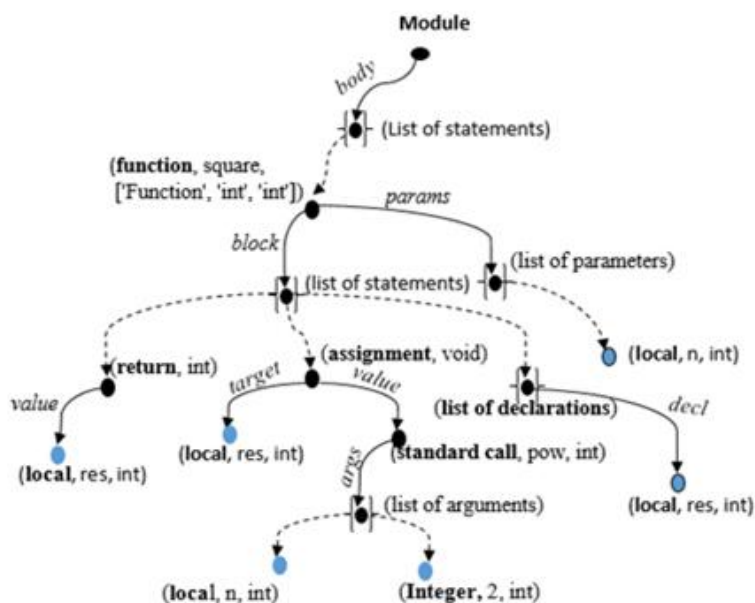 Module
body
(List of statements)
(function, square,
['Function', 'int', 'int'])
params
block
(list of statements)
(list of parameters)
(local, n, int)
(return, int)
(assignment, void)
value
target
value
(list of declarations)
decl
(local, res, int)
(local, res, int)
(standard call, pow, int)
args
(local, res, int)
(list of arguments)
(local, n, int)
(Integer, 2, int)